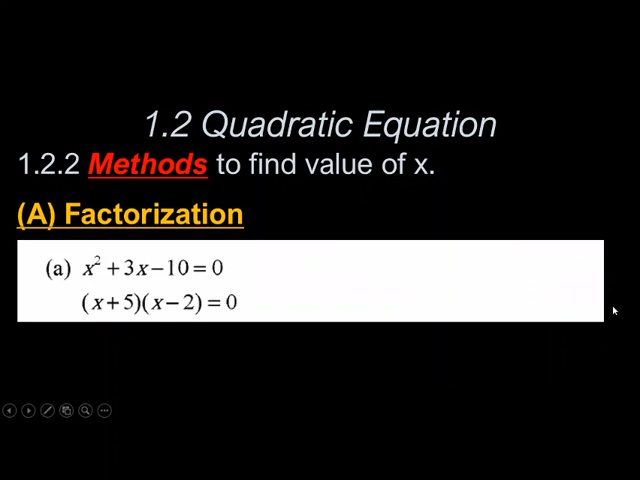 1.2 Quadratic Equation
1.2.2 Methods to find value of x.
(A) Factorization
(a) x² + 3x − 10 = 0
(x + 5)(x − 2) = 0